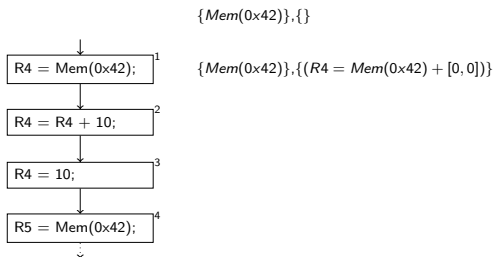 {Mem(0x42)},{}
R4 = Mem(0x42); 1 {Mem(0x42)},{(R4 = Mem(0x42) + [0, 0])}
R4 = R4 + 10; 2
R4 = 10; 3
R5 = Mem(0x42); 4